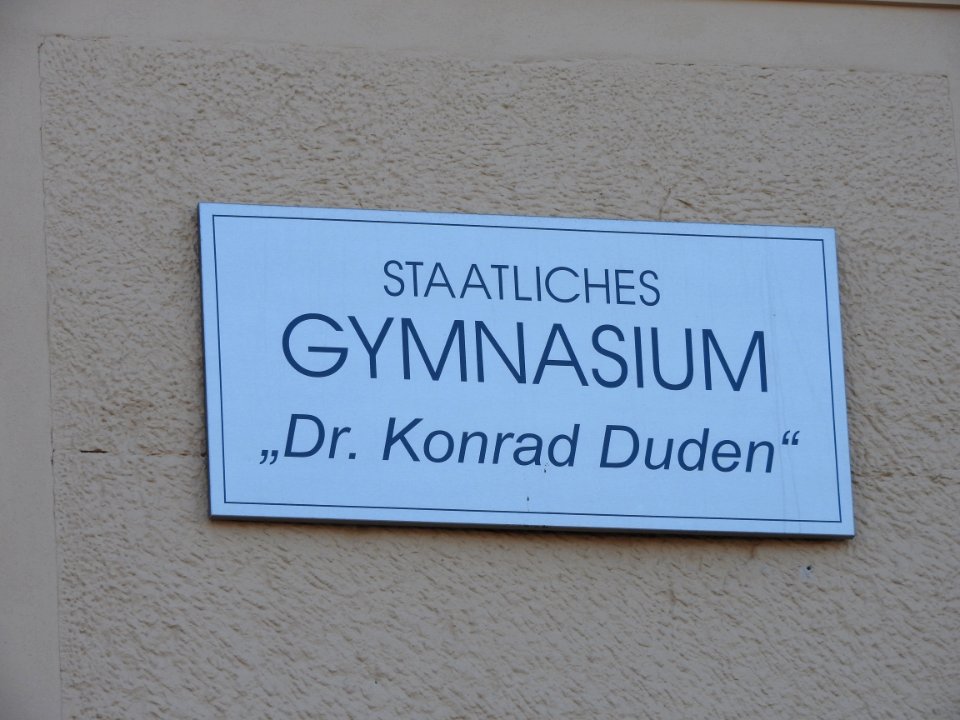 STAATLICHES
GYMNASIUM
„Dr. Konrad Duden“